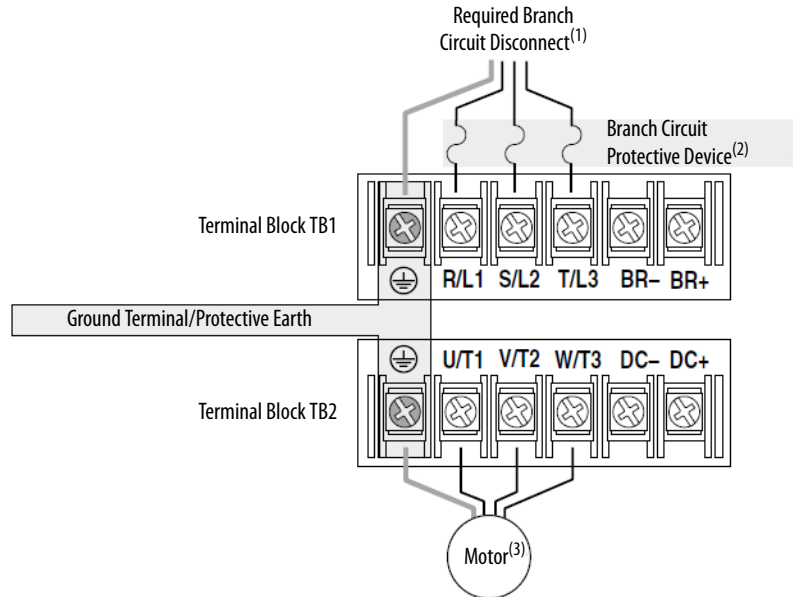 Required Branch
Circuit Disconnect(1)
Branch Circuit
Protective Device(2)
Terminal Block TB1
R/L1 S/L2 T/L3 BR– BR+
Ground Terminal/Protective Earth
U/T1 V/T2 W/T3 DC– DC+
Terminal Block TB2
Motor(3)